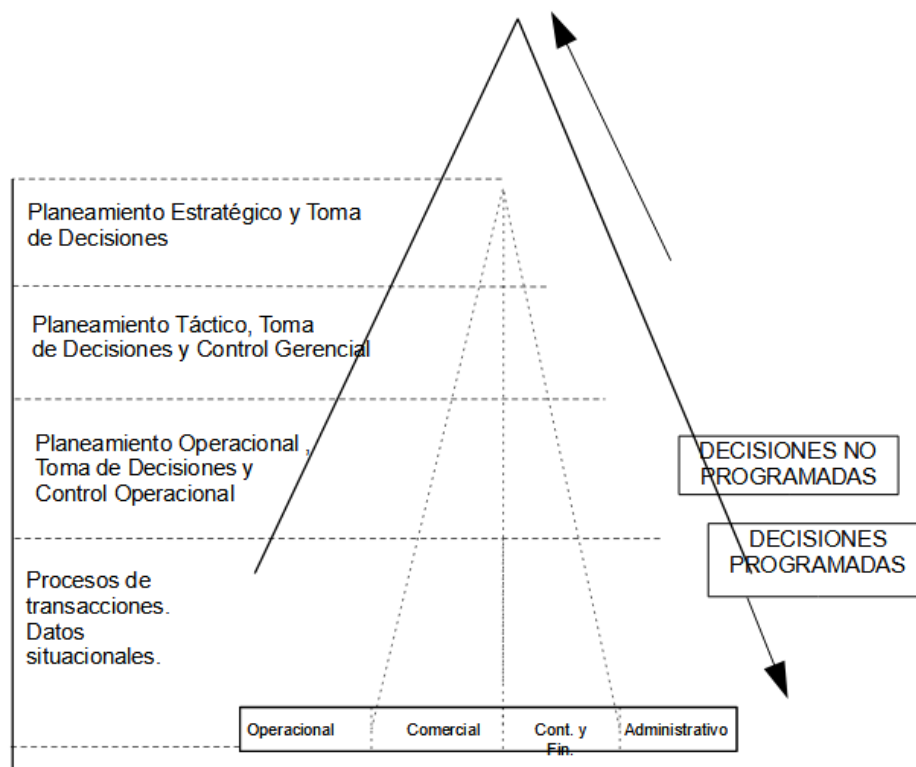 Planeamiento Estratégico y Toma
de Decisiones
Planeamiento Táctico, Toma
de Decisiones y Control Gerencial
Planeamiento Operacional ,
Toma de Decisiones y
Control Operacional
DECISIONES NO
PROGRAMADAS
DECISIONES
PROGRAMADAS
Procesos de
transacciones.
Datos
situacionales.
Operacional
Comercial
Cont. y
Fin.
Administrativo